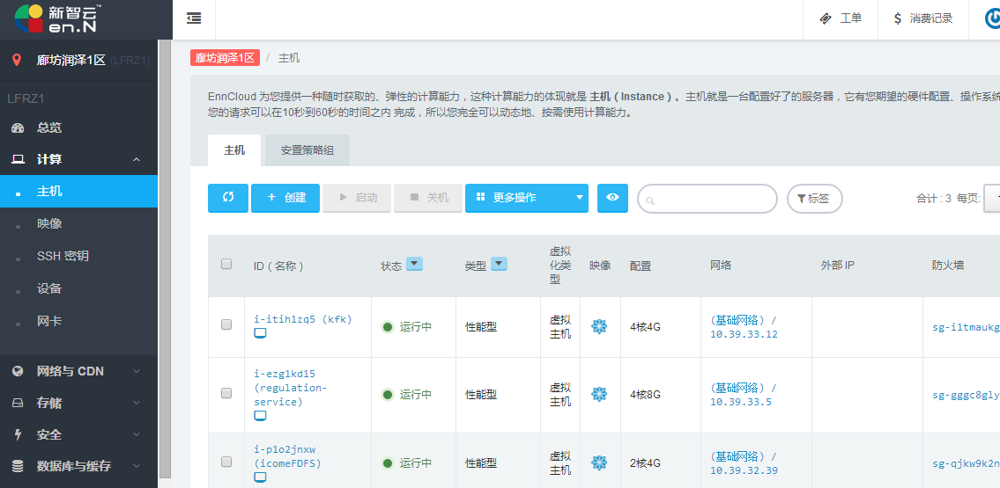 新智云™
en.N
工单
消费记录
廊坊润泽1区 (LFRZ1)
廊坊润泽1区 / 主机
LFRZ1
总览
计算
主机
映像
SSH 密钥
设备
网卡
网络与 CDN
存储
安全
数据库与缓存
EnnCloud 为您提供一种随时获取的、弹性的计算能力，这种计算能力的体现就是 主机（Instance）。主机就是一台配置好了的服务器，它有您期望的硬件配置、操作系统
您的请求可以在10秒到60秒的时间之内 完成，所以您完全可以动态地、按需使用计算能力。
主机 安置策略组
创建 启动 关机 更多操作 标签 合计 : 3 每页:
ID（名称） 状态 类型 虚拟化类型 映像 配置 网络 外部 IP 防火墙
i-itih1zq5 (kfk) 运行中 性能型 虚拟主机 4核4G (基础网络) / 10.39.33.12 sg-i1tmaukg
i-ezg1kd15 (regulation-service) 运行中 性能型 虚拟主机 4核8G (基础网络) / 10.39.33.5 sg-gggc8gly
i-p1o2jnxw (icomeFDFS) 运行中 性能型 虚拟主机 2核4G (基础网络) / 10.39.32.39 sg-qjkw9k2n